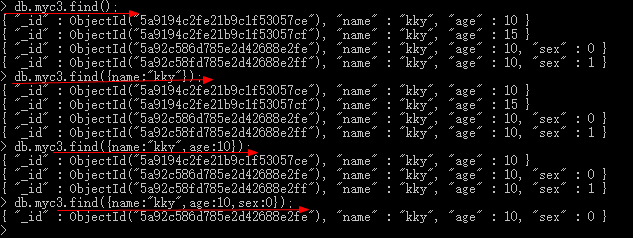 > db.myc3.find();
{ "_id" : ObjectId("5a9194c2fe21b9c1f53057ce"), "name" : "kky", "age" : 10 }
{ "_id" : ObjectId("5a9194c2fe21b9c1f53057cf"), "name" : "kky", "age" : 15 }
{ "_id" : ObjectId("5a92c586d785e2d42688e2fe"), "name" : "kky", "age" : 10, "sex" : 0 }
{ "_id" : ObjectId("5a92c58fd785e2d42688e2ff"), "name" : "kky", "age" : 10, "sex" : 1 }
> db.myc3.find({name:"kky"});
{ "_id" : ObjectId("5a9194c2fe21b9c1f53057ce"), "name" : "kky", "age" : 10 }
{ "_id" : ObjectId("5a9194c2fe21b9c1f53057cf"), "name" : "kky", "age" : 15 }
{ "_id" : ObjectId("5a92c586d785e2d42688e2fe"), "name" : "kky", "age" : 10, "sex" : 0 }
{ "_id" : ObjectId("5a92c58fd785e2d42688e2ff"), "name" : "kky", "age" : 10, "sex" : 1 }
> db.myc3.find({name:"kky",age:10});
{ "_id" : ObjectId("5a9194c2fe21b9c1f53057ce"), "name" : "kky", "age" : 10 }
{ "_id" : ObjectId("5a92c586d785e2d42688e2fe"), "name" : "kky", "age" : 10, "sex" : 0 }
{ "_id" : ObjectId("5a92c58fd785e2d42688e2ff"), "name" : "kky", "age" : 10, "sex" : 1 }
> db.myc3.find({name:"kky",age:10,sex:0});
{ "_id" : ObjectId("5a92c586d785e2d42688e2fe"), "name" : "kky", "age" : 10, "sex" : 0 }
>